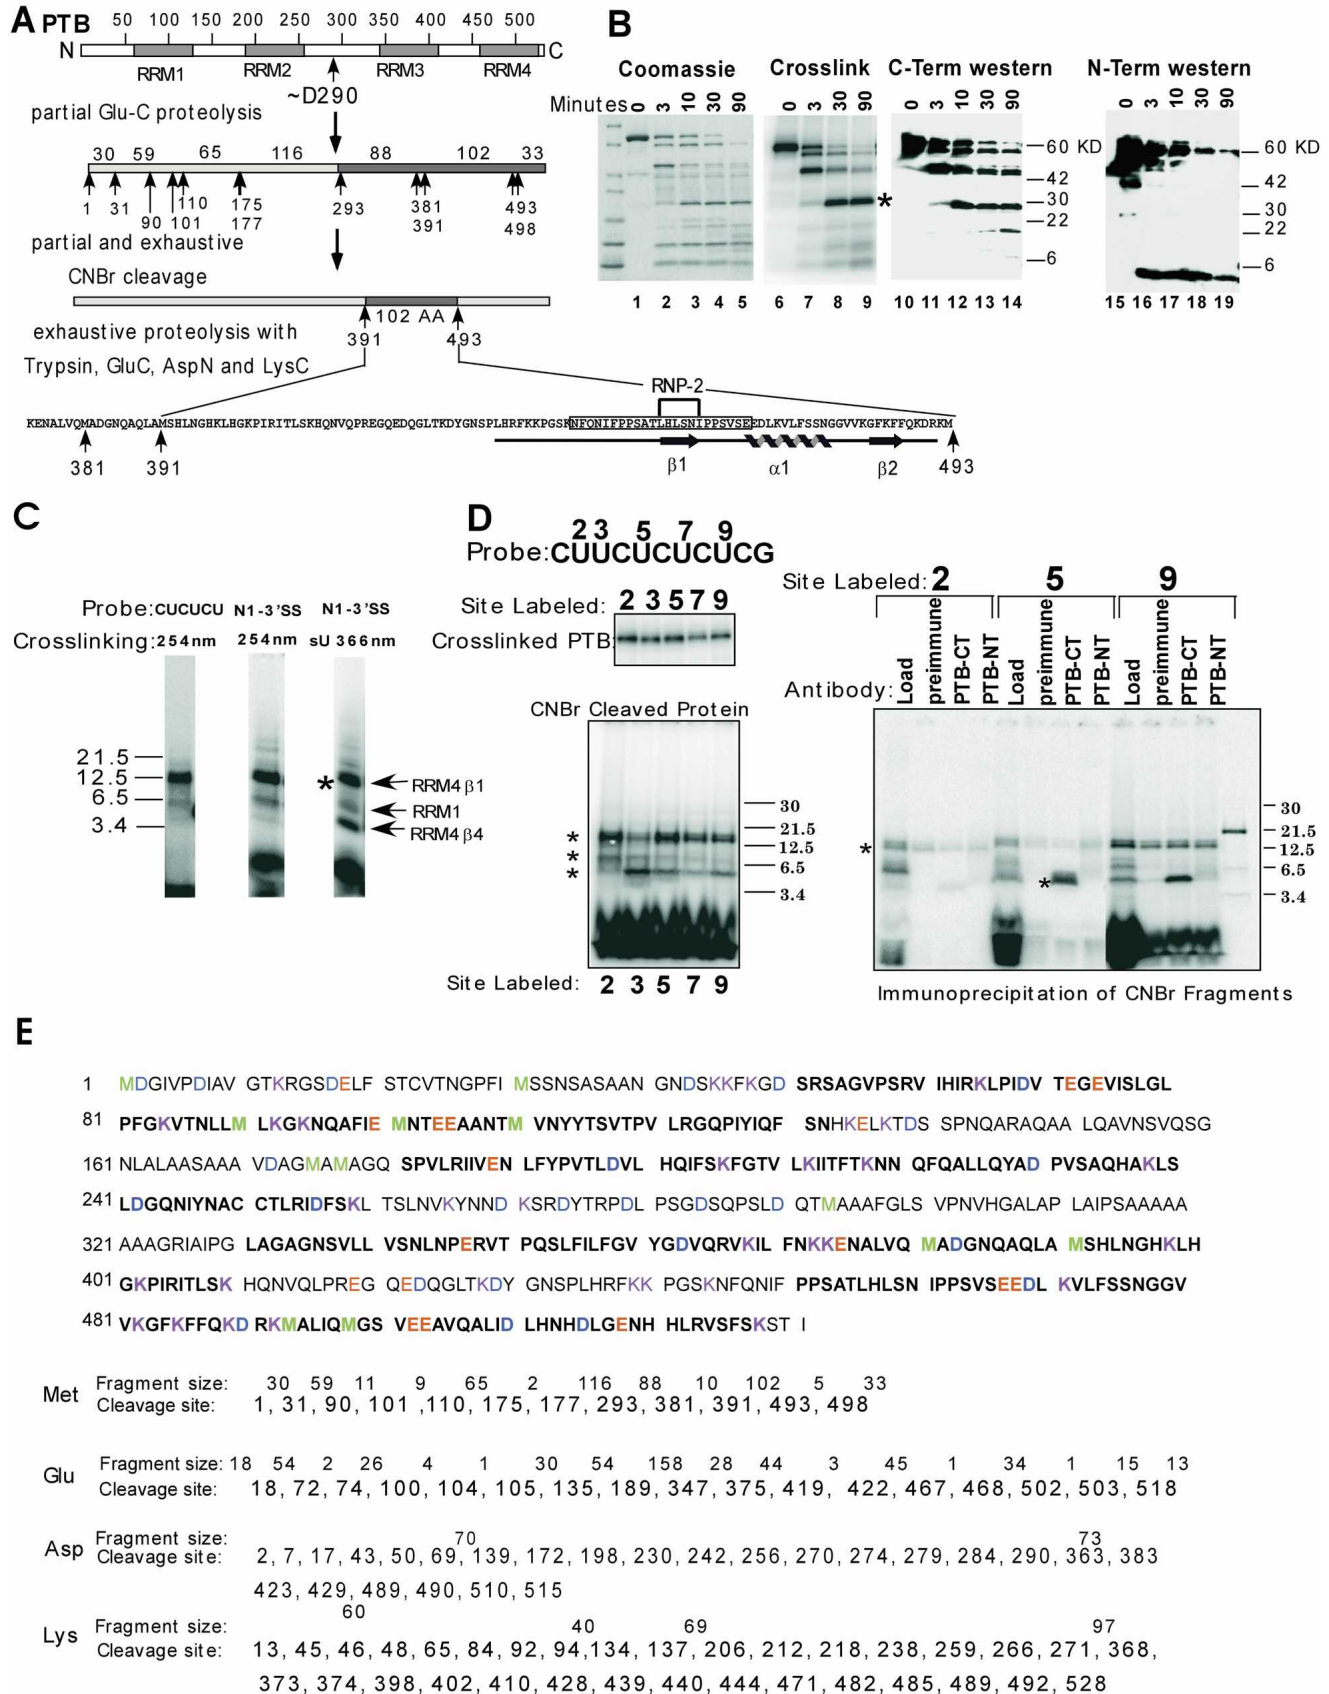 A PTB
50 100 150 200 250 300 350 400 450 500
N C
RRM1 RRM2 RRM3 RRM4
~D290
partial Glu-C proteolysis
30 59 65 116 88 102 33
1 31 90 101 110 175 177 293 381 391 493 498
partial and exhaustive
CNBr cleavage
102 AA
exhaustive proteolysis with
391 493
Trypsin, GluC, AspN and LysC
RNP-2
KENALVQMADGNQAQLAMSHLNGHKLHGKPIRITLSKHQNVQPREGQEDQGLTKDYGNSPLHRFKKPGSKNFQNIFPPSATLHLSNIPPSVSEEDLKVLFSSNGGVVKGFKFFQKDRKM
381 391 β1 α1 β2 493
B
Coomassie Crosslink C-Term western N-Term western
Minutes 0 3 10 30 90 0 3 30 90 0 3 10 30 90 0 3 10 30 90
60 KD 60 KD
42 42
* 30 30
22 22
6 6
1 2 3 4 5 6 7 8 9 10 11 12 13 14 15 16 17 18 19
C
Probe: CUCUCU N1-3'SS N1-3'SS
Crosslinking: 254nm 254nm sU 366nm
21.5
12.5 * RRM4 β1
6.5 RRM1
3.4 RRM4 β4
D
2 3 5 7 9
Probe:CUUCUCUCUCG
Site Labeled: 2 3 5 7 9
Crosslinked PTB:
CNBr Cleaved Protein
30
* 21.5
* 12.5
* 6.5
3.4
Site Labeled: 2 3 5 7 9
Site Labeled: 2 5 9
Antibody: Load preimmune PTB-CT PTB-NT Load preimmune PTB-CT PTB-NT Load preimmune PTB-CT PTB-NT
30
21.5
* 12.5
6.5
* 3.4
Immunoprecipitation of CNBr Fragments
E
1 MDGIVPDIAV GTKRGSDELF STCVTNGPFI MSSNSASAAN GNDSKKFKGD SRSAGVPSRV IHIRKLPIDV TEGEVISLGL
81 PFGKVTNLLM LKGKNQAFIE MNTEEAANTM VNYYTSVTPV LRGQPIYIQF SNHKELKTDS SPNQARAQAA LQAVNSVQSG
161 NLALAASAAA VDAGMAMAGQ SPVLRIIVEN LFYPVTLDVL HQIFSKFGTV LKIITFTKNN QFQALLQYAD PVSAQHAKLS
241 LDGQNIYNAC CTLRIDFSKL TSLNVKYNND KSRDYTRPDL PSGDSQPSLD QTMAAAFGLS VPNVHGALAP LAIPSAAAAA
321 AAAGRIAIPG LAGAGNSVLL VSNLNPERVT PQSLFILFGV YGDVQRVKIL FNKKENALVQ MADGNQAQLA MSHLNGHKLH
401 GKPIRITLSK HQNVQLPREG QEDQGLTKDY GNSPLHRFKK PGSKNFQNIF PPSATLHLSN IPPSVSEEDL KVLFSSNGGV
481 VKGFKFFQKD RKMALIQMGS VEEAVQALID LHNHDLGENH HLRVSFSKST I
Met
Fragment size: 30 59 11 9 65 2 116 88 10 102 5 33
Cleavage site: 1, 31, 90, 101 ,110, 175, 177, 293, 381, 391, 493, 498
Glu
Fragment size: 18 54 2 26 4 1 30 54 158 28 44 3 45 1 34 1 15 13
Cleavage site: 18, 72, 74, 100, 104, 105, 135, 189, 347, 375, 419, 422, 467, 468, 502, 503, 518
Asp
Fragment size: 70 73
Cleavage site: 2, 7, 17, 43, 50, 69, 139, 172, 198, 230, 242, 256, 270, 274, 279, 284, 290, 363, 383
423, 429, 489, 490, 510, 515
Lys
Fragment size: 60 40 69 97
Cleavage site: 13, 45, 46, 48, 65, 84, 92, 94,134, 137, 206, 212, 218, 238, 259, 266, 271, 368,
373, 374, 398, 402, 410, 428, 439, 440, 444, 471, 482, 485, 489, 492, 528